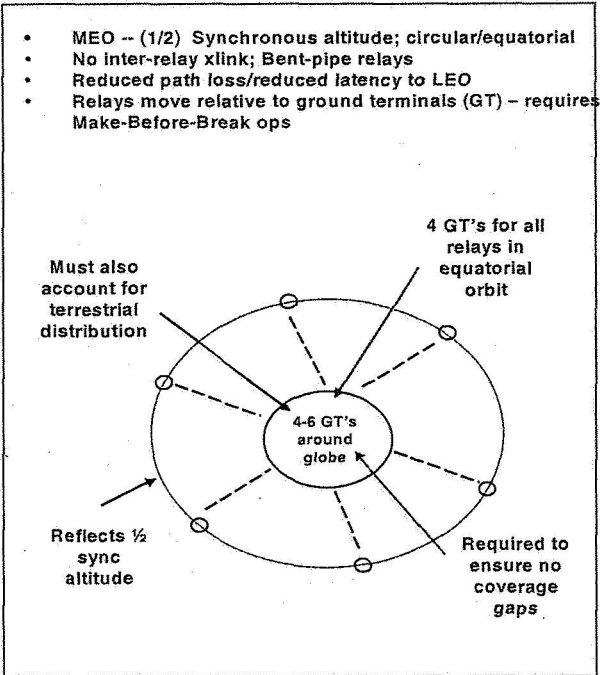 • MEO -- (1/2) Synchronous altitude; circular/equatorial
• No inter-relay xlink; Bent-pipe relays
• Reduced path loss/reduced latency to LEO
• Relays move relative to ground terminals (GT) – requires
Make-Before-Break ops
4 GT's for all
relays in
equatorial
orbit
Must also
account for
terrestrial
distribution
4-6 GT's
around
globe
Reflects ½
sync
altitude
Required to
ensure no
coverage
gaps